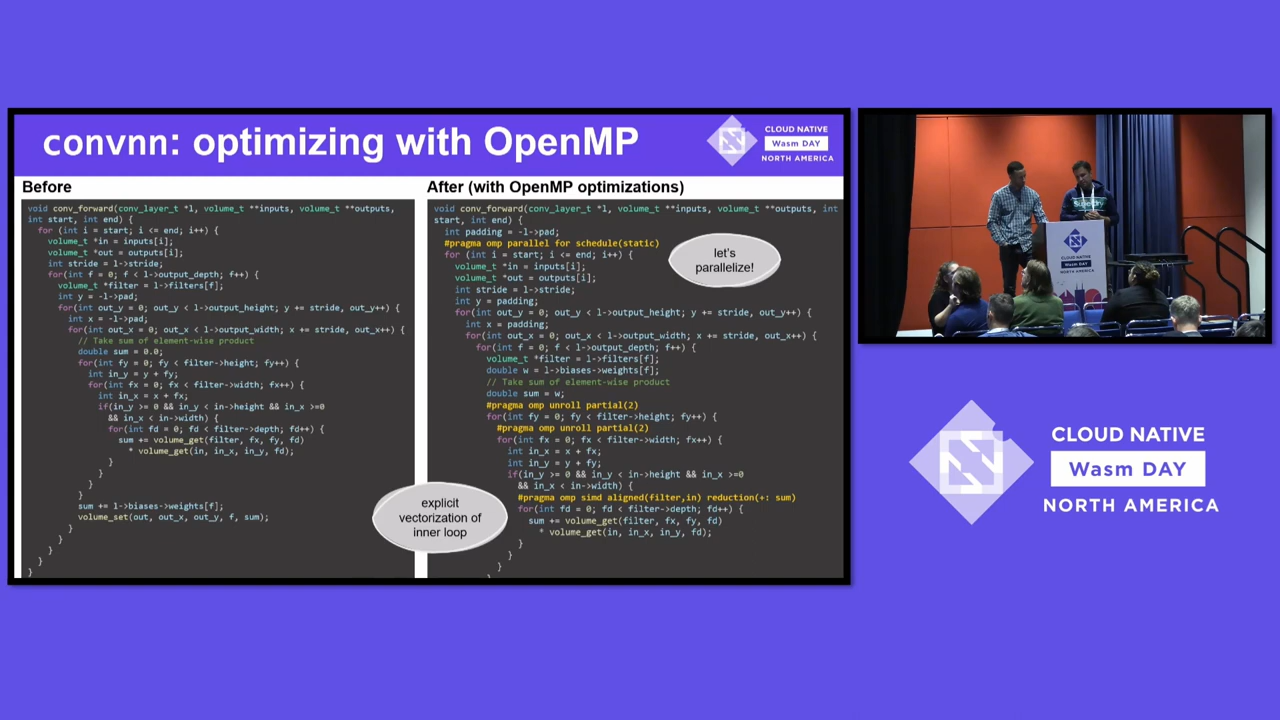 convnn: optimizing with OpenMP
CLOUD NATIVE
Wasm DAY
NORTH AMERICA
Before
void conv_forward(conv_layer_t *l, volume_t **inputs, volume_t **outputs,
int start, int end) {
for (int i = start; i <= end; i++) {
volume_t *in = inputs[i];
volume_t *out = outputs[i];
int stride = l->stride;
for(int f = 0; f < l->output_depth; f++) {
volume_t *filter = l->filters[f];
int y = -l->pad;
for(int out_y = 0; out_y < l->output_height; y += stride, out_y++) {
int x = -l->pad;
for(int out_x = 0; out_x < l->output_width; x += stride, out_x++) {
// Take sum of element-wise product
double sum = 0.0;
for(int fy = 0; fy < filter->height; fy++) {
int in_y = y + fy;
for(int fx = 0; fx < filter->width; fx++) {
int in_x = x + fx;
if(in_y >= 0 && in_y < in->height && in_x >=0
&& in_x < in->width) {
for(int fd = 0; fd < filter->depth; fd++) {
sum += volume_get(filter, fx, fy, fd)
* volume_get(in, in_x, in_y, fd);
}
}
}
}
sum += l->biases->weights[f];
volume_set(out, out_x, out_y, f, sum);
}
}
}
}
}
After (with OpenMP optimizations)
void conv_forward(conv_layer_t *l, volume_t **inputs, volume_t **outputs, int
start, int end) {
int padding = -l->pad;
#pragma omp parallel for schedule(static)
for (int i = start; i <= end; i++) {
volume_t *in = inputs[i];
volume_t *out = outputs[i];
int stride = l->stride;
int y = padding;
for(int out_y = 0; out_y < l->output_height; y += stride, out_y++) {
int x = padding;
for(int out_x = 0; out_x < l->output_width; x += stride, out_x++) {
for(int f = 0; f < l->output_depth; f++) {
volume_t *filter = l->filters[f];
double w = l->biases->weights[f];
// Take sum of element-wise product
double sum = w;
#pragma omp unroll partial(2)
for(int fy = 0; fy < filter->height; fy++) {
#pragma omp unroll partial(2)
for(int fx = 0; fx < filter->width; fx++) {
int in_x = x + fx;
int in_y = y + fy;
if(in_y >= 0 && in_y < in->height && in_x >=0
&& in_x < in->width) {
#pragma omp simd aligned(filter,in) reduction(+: sum)
for(int fd = 0; fd < filter->depth; fd++) {
sum += volume_get(filter, fx, fy, fd)
* volume_get(in, in_x, in_y, fd);
}
}
}
let's
parallelize!
explicit
vectorization of
inner loop
CLOUD NATIVE
Wasm DAY
NORTH AMERICA
CLOUD NATIVE
Wasm DAY
NORTH AMERICA